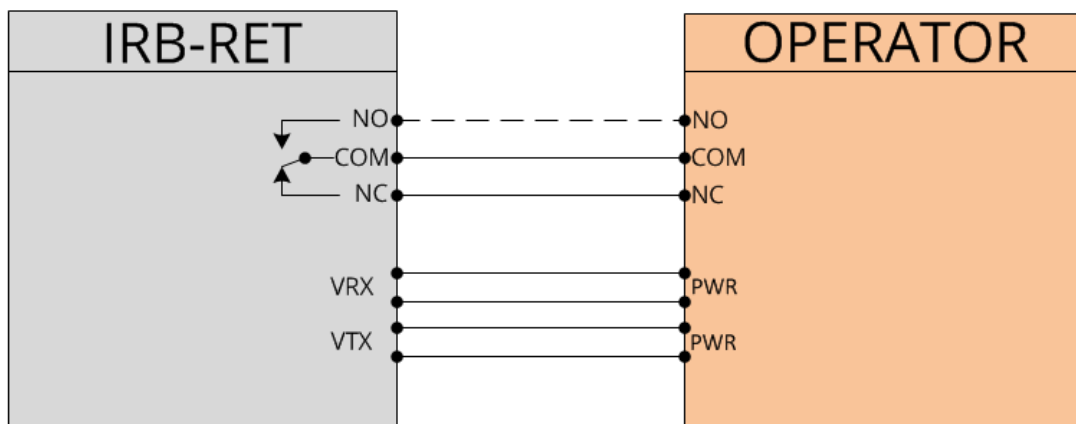 IRB-RET
OPERATOR
NO
NO
COM
COM
NC
NC
VRX
PWR
VTX
PWR